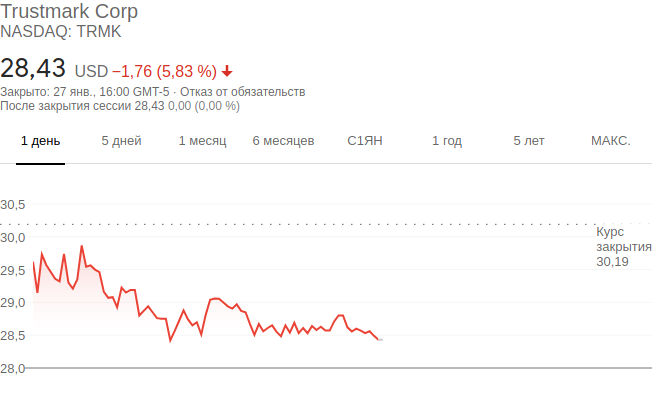 Trustmark Corp
NASDAQ: TRMK
28,43 USD −1,76 (5,83 %)
Закрыто: 27 янв., 16:00 GMT-5 · Отказ от обязательств
После закрытия сессии 28,43 0,00 (0,00 %)
1 день 5 дней 1 месяц 6 месяцев С1ЯН 1 год 5 лет МАКС.
30,5
30,0
29,5
29,0
28,5
28,0
Курс
закрытия
30,19